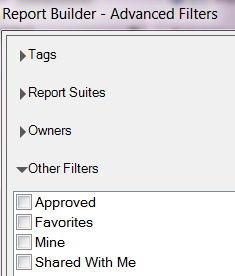 Report Builder - Advanced Filters
Tags
Report Suites
Owners
Other Filters
Approved
Favorites
Mine
Shared With Me